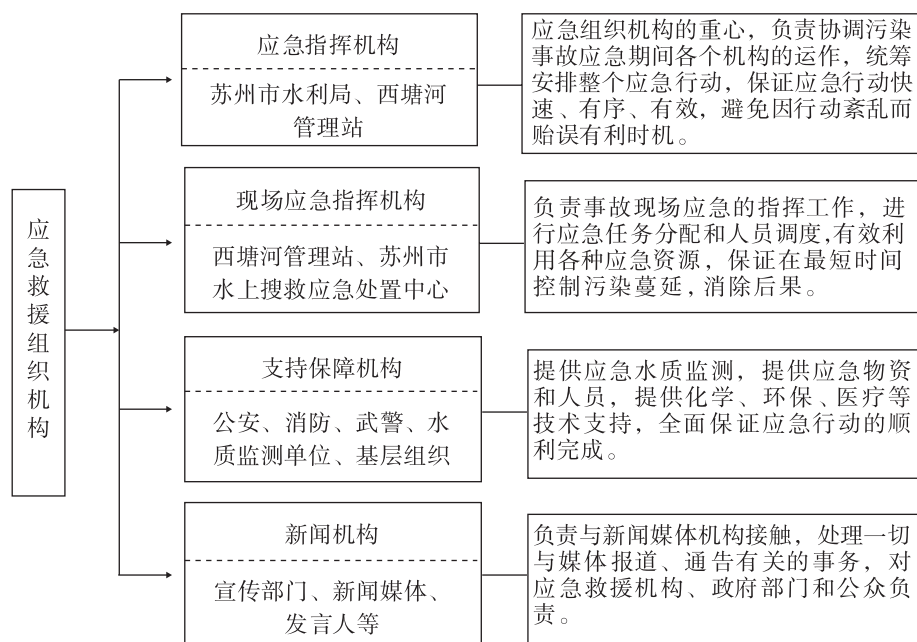 应急救援组织机构
应急指挥机构
苏州市水利局、西塘河
管理站
应急组织机构的重心，负责协调污染
事故应急期间各个机构的运作，统筹
安排整个应急行动，保证应急行动快
速、有序、有效，避免因行动紊乱而
贻误有利时机。
现场应急指挥机构
西塘河管理站、苏州市
水上搜救应急处置中心
负责事故现场应急的指挥工作，进
行应急任务分配和人员调度,有效利
用各种应急资源，保证在最短时间
控制污染蔓延,消除后果。
支持保障机构
公安、消防、武警、水
质监测单位、基层组织
提供应急水质监测，提供应急物资
和人员，提供化学、环保、医疗等
技术支持，全面保证应急行动的顺
利完成。
新闻机构
宣传部门、新闻媒体、
发言人等
负责与新闻媒体机构接触，处理一切
与媒体报道、通告有关的事务，对
应急救援机构、政府部门和公众负
责。